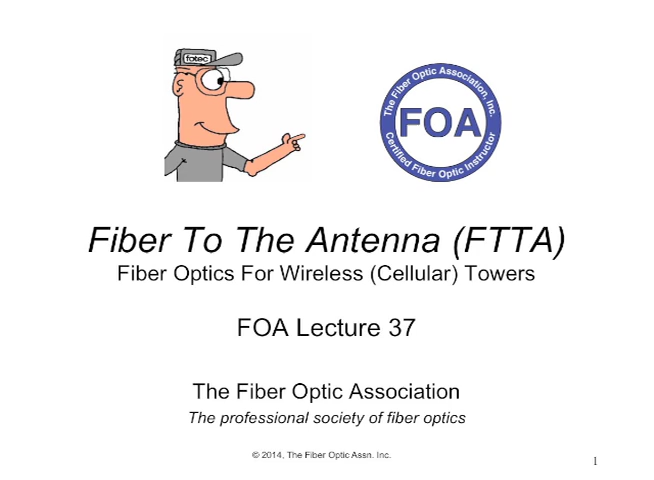 fotec
The Fiber Optic Association, Inc.
FOA
Certified Fiber Optic Instructor
Fiber To The Antenna (FTTA)
Fiber Optics For Wireless (Cellular) Towers
FOA Lecture 37
The Fiber Optic Association
The professional society of fiber optics
© 2014, The Fiber Optic Assn. Inc.
1